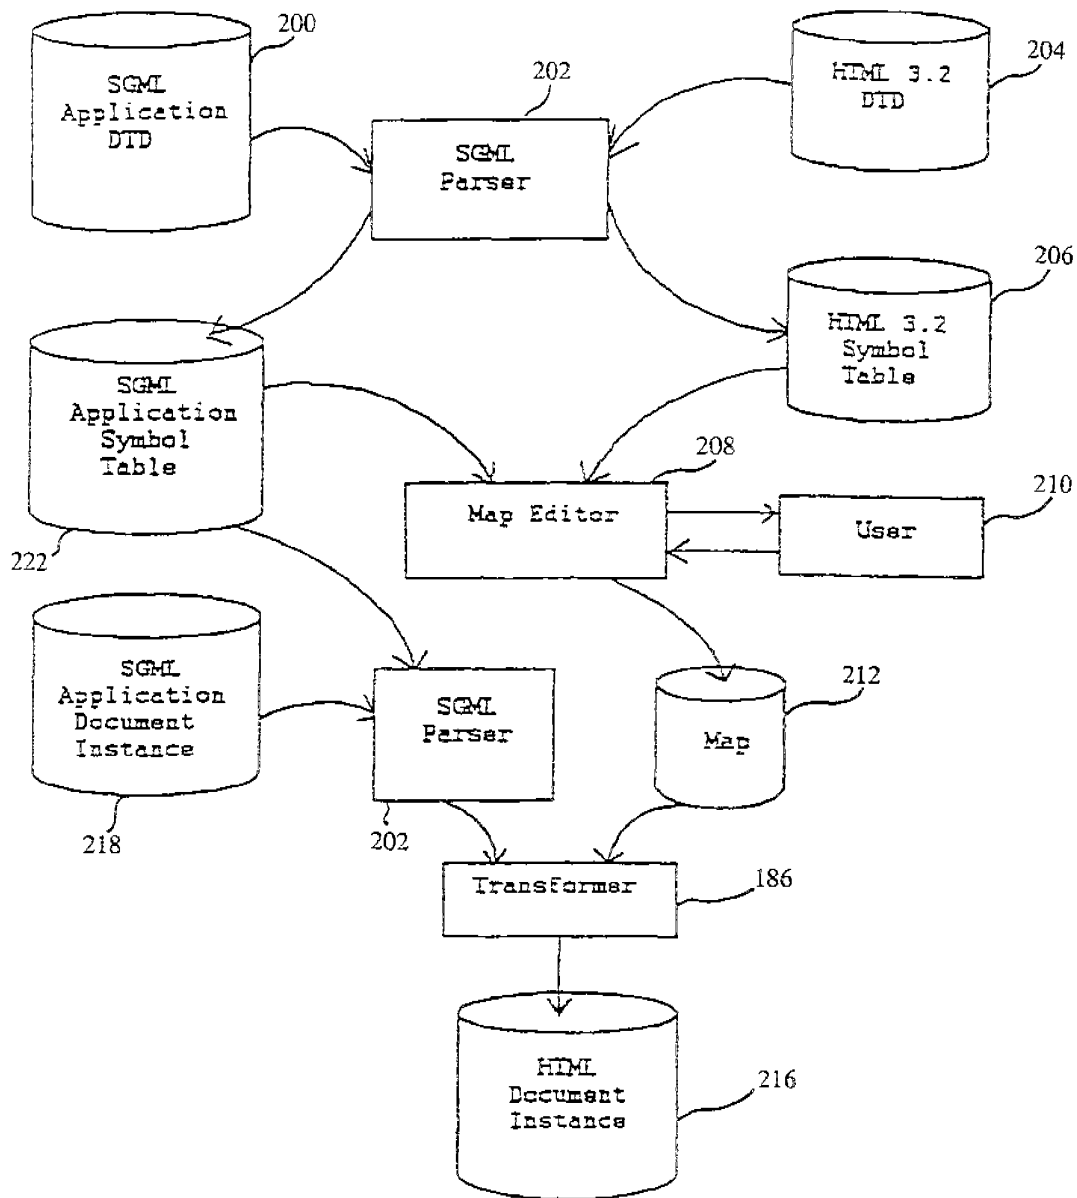 200
SGML
Application
DTD
202
SGML
Parser
HTML 3.2
DTD
204
206
HTML 3.2
Symbol
Table
SGML
Application
Symbol
Table
222
208
Map Editor
210
User
SGML
Application
Document
Instance
218
SGML
Parser
202
212
Map
Transformer
186
HTML
Document
Instance
216